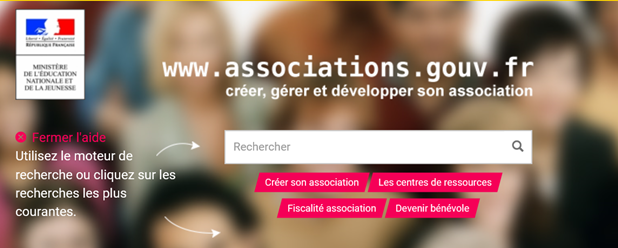 Liberté • Égalité • Fraternité
RÉPUBLIQUE FRANÇAISE
MINISTÈRE
DE L'ÉDUCATION
NATIONALE ET
DE LA JEUNESSE
www.associations.gouv.fr
créer, gérer et développer son association
Fermer l'aide
Utilisez le moteur de
recherche ou cliquez sur les
recherches les plus
courantes.
Rechercher
Créer son association
Les centres de ressources
Fiscalité association
Devenir bénévole